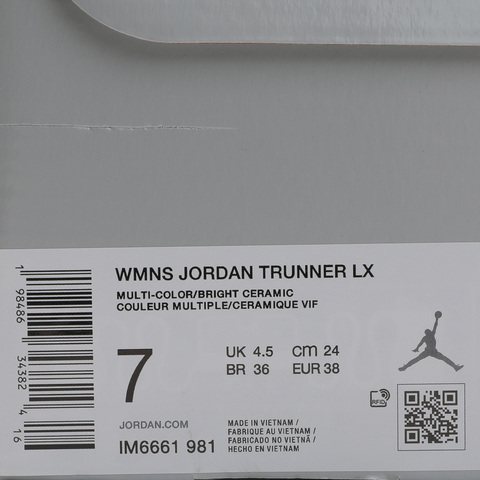 WMNS JORDAN TRUNNER LX
MULTI-COLOR/BRIGHT CERAMIC
COULEUR MULTIPLE/CERAMIQUE VIF
7
UK 4.5 cm 24
BR 36 EUR 38
RFID
JORDAN.COM
IM6661 981
MADE IN VIETNAM /
FABRIQUE AU VIETNAM /
FABRICADO NO VIETNÃ /
HECHO EN VIETNAM
1 98486 34382 4 16